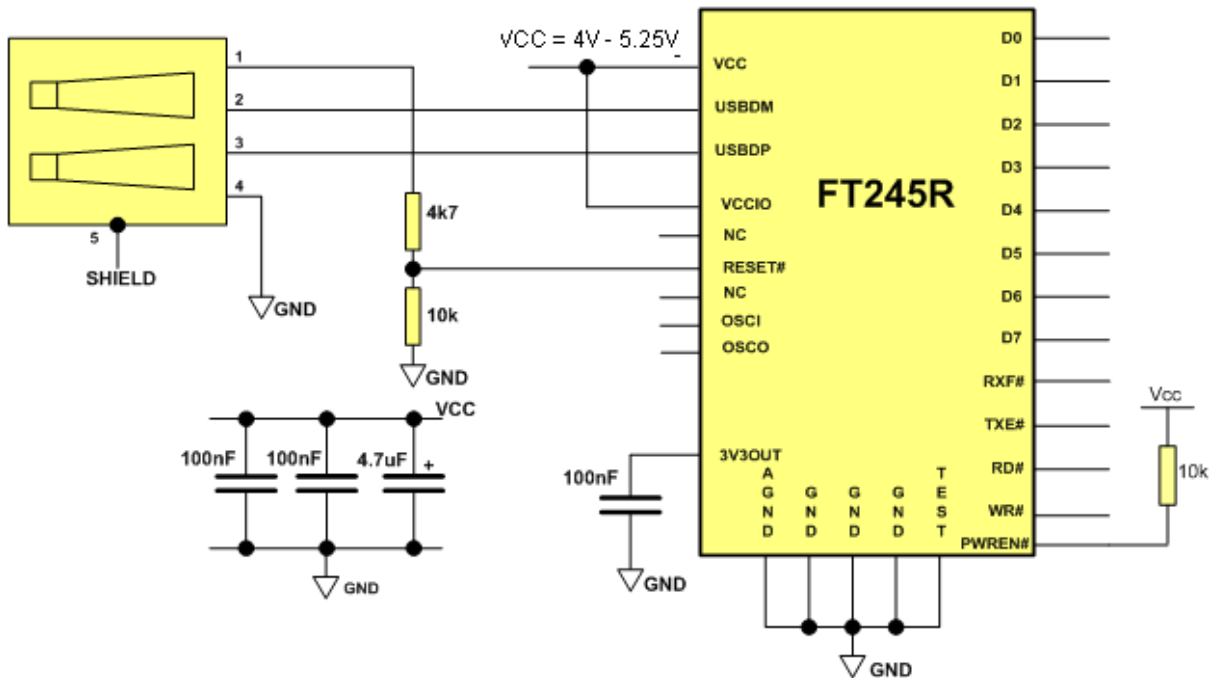 VCC = 4V - 5.25V
1
2
3
4
5
SHIELD
GND
4k7
10k
GND
FT245R
VCC
USBDM
USBDP
VCCIO
NC
RESET#
NC
OSCI
OSCO
3V3OUT
AGND
GND
GND
GND
TEST
D0
D1
D2
D3
D4
D5
D6
D7
RXF#
TXE#
RD#
WR#
PWREN#
Vcc
10k
VCC
100nF
100nF
4.7uF
+
GND
100nF
GND
GND